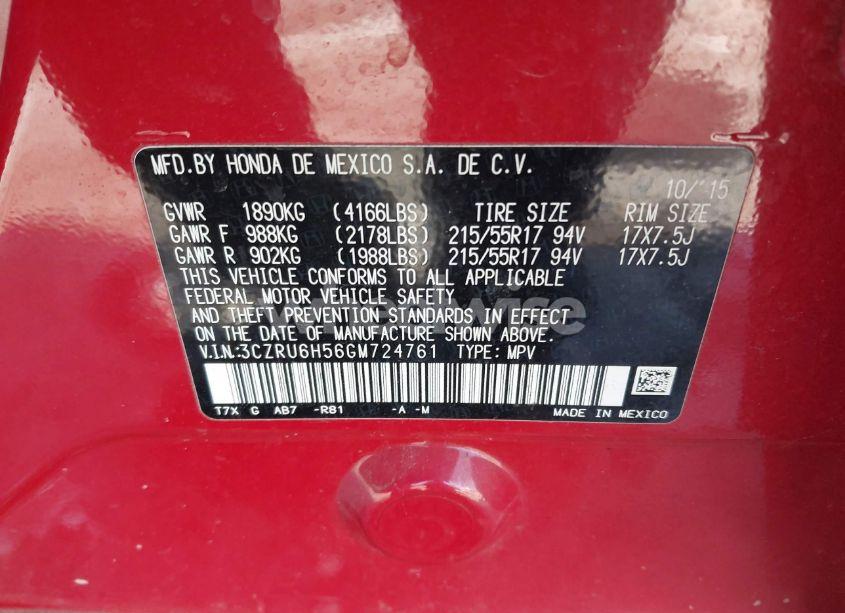 MFD.BY HONDA DE MEXICO S.A. DE C.V.
10/'15
GVWR 1890KG (4166LBS) TIRE SIZE RIM SIZE
GAWR F 988KG (2178LBS) 215/55R17 94V 17X7.5J
GAWR R 902KG (1988LBS) 215/55R17 94V 17X7.5J
THIS VEHICLE CONFORMS TO ALL APPLICABLE
FEDERAL MOTOR VEHICLE SAFETY
AND THEFT PREVENTION STANDARDS IN EFFECT
ON THE DATE OF MANUFACTURE SHOWN ABOVE.
V.I.N.:3CZRU6H56GM724761 TYPE: MPV
T7X G AB7 -R81 -A -M
MADE IN MEXICO